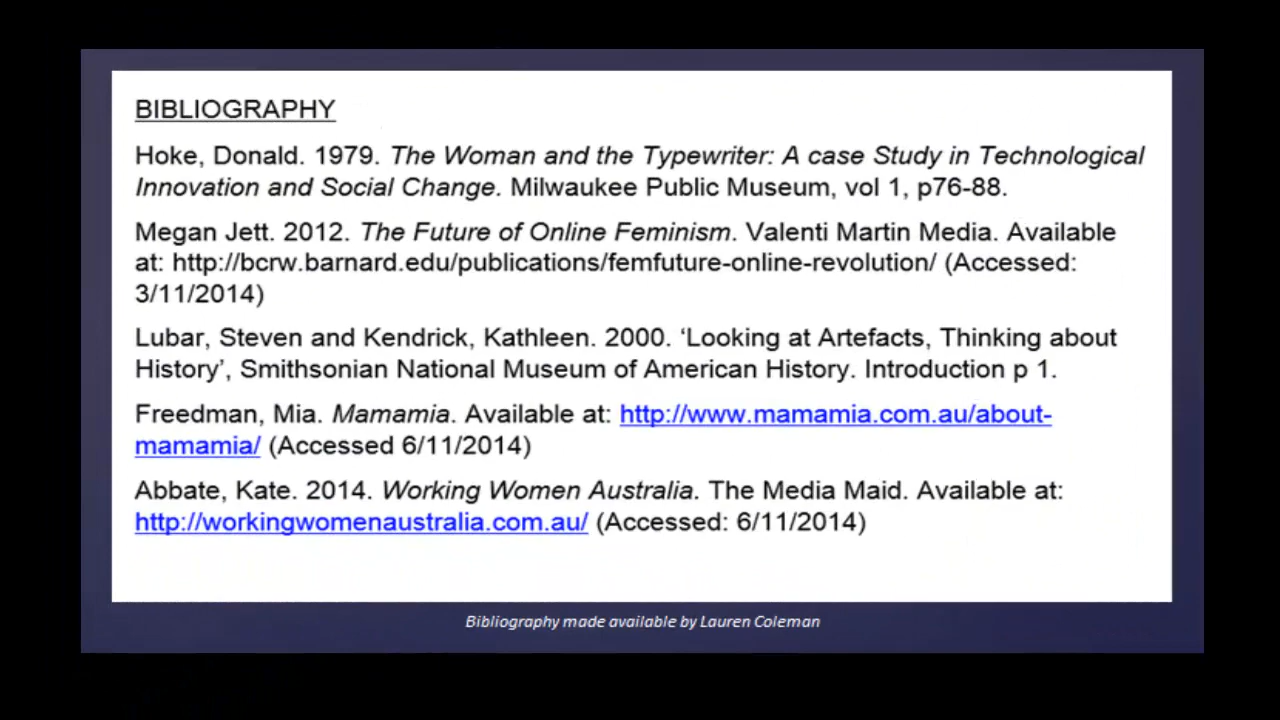 BIBLIOGRAPHY
Hoke, Donald. 1979. The Woman and the Typewriter: A case Study in Technological
Innovation and Social Change. Milwaukee Public Museum, vol 1, p76-88.
Megan Jett. 2012. The Future of Online Feminism. Valenti Martin Media. Available
at: http://bcrw.barnard.edu/publications/femfuture-online-revolution/ (Accessed:
3/11/2014)
Lubar, Steven and Kendrick, Kathleen. 2000. ‘Looking at Artefacts, Thinking about
History’, Smithsonian National Museum of American History. Introduction p 1.
Freedman, Mia. Mamamia. Available at: http://www.mamamia.com.au/about-
mamamia/ (Accessed 6/11/2014)
Abbate, Kate. 2014. Working Women Australia. The Media Maid. Available at:
http://workingwomenaustralia.com.au/ (Accessed: 6/11/2014)
Bibliography made available by Lauren Coleman